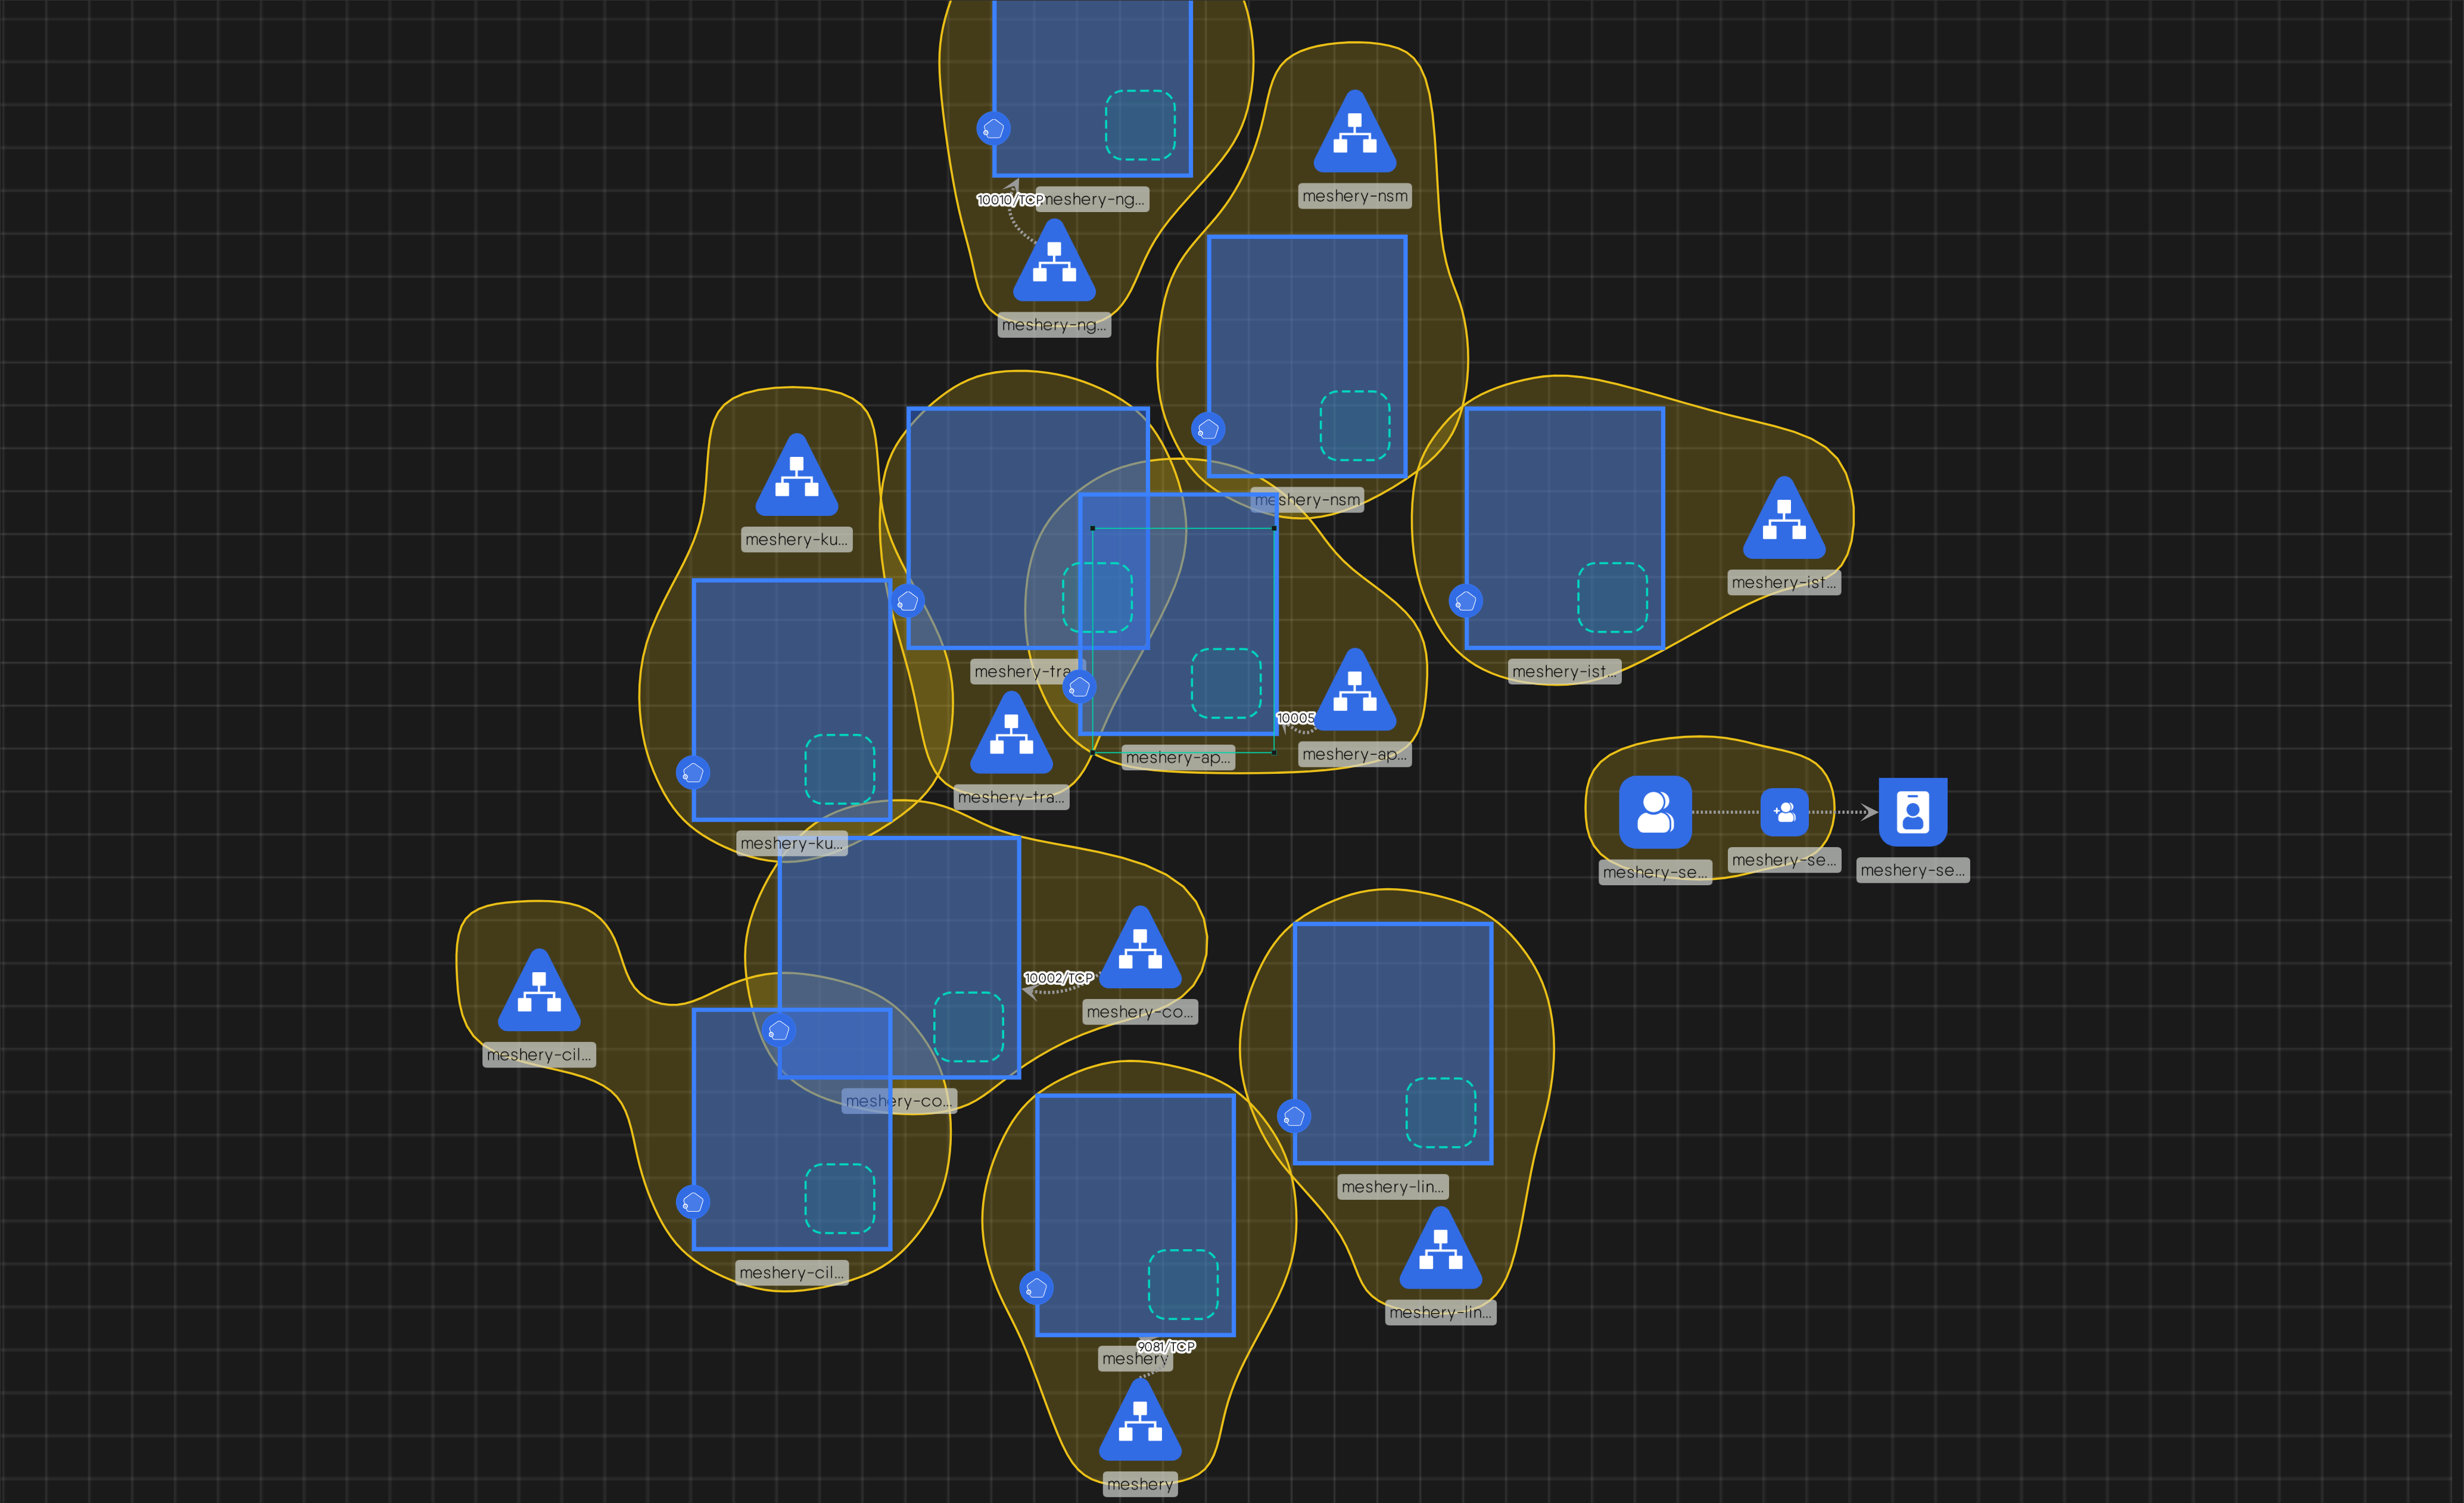 10010/TCP
meshery-ng...
meshery-nsm
meshery-ng...
meshery-nsm
meshery-ku...
meshery-ist...
meshery-tra
meshery-ist...
10005
meshery-ap...
meshery-ap...
meshery-tra...
meshery-ku...
meshery-se...
meshery-se...
meshery-se...
10002/TCP
meshery-co...
meshery-cil...
meshery-co...
meshery-lin...
meshery-cil...
meshery-lin...
9081/TCP
meshery
meshery